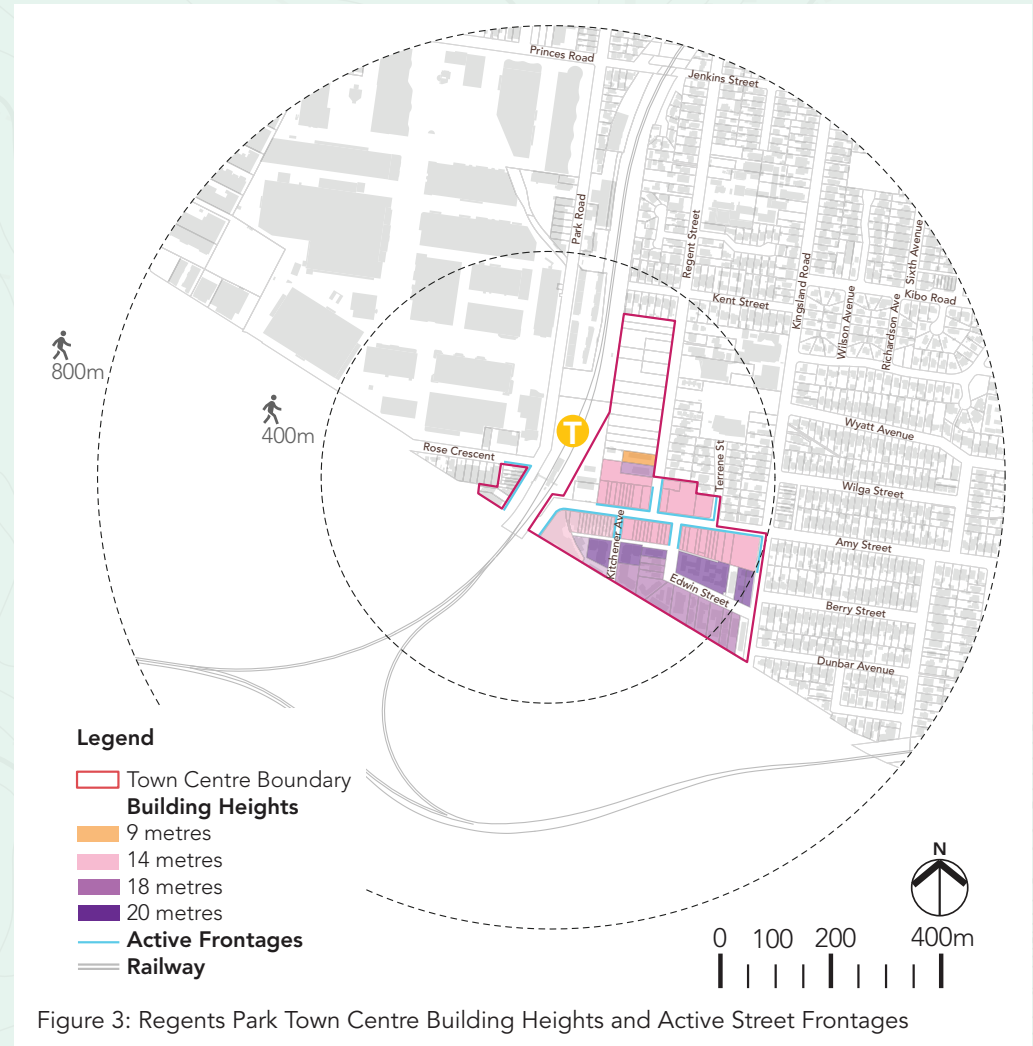 Princes Road
Jenkins Street
Park Road
Regent Street
Kingsland Road
Sixth Avenue
Kent Street
Kibo Road
Wilson Avenue
Richardson Ave
800m
400m
Wyatt Avenue
T
Rose Crescent
Terrene St
Wilga Street
Kitchener Ave
Amy Street
Edwin Street
Berry Street
Dunbar Avenue
Legend
Town Centre Boundary
Building Heights
9 metres
14 metres
18 metres
20 metres
Active Frontages
Railway
N
0 100 200 400m
Figure 3: Regents Park Town Centre Building Heights and Active Street Frontages